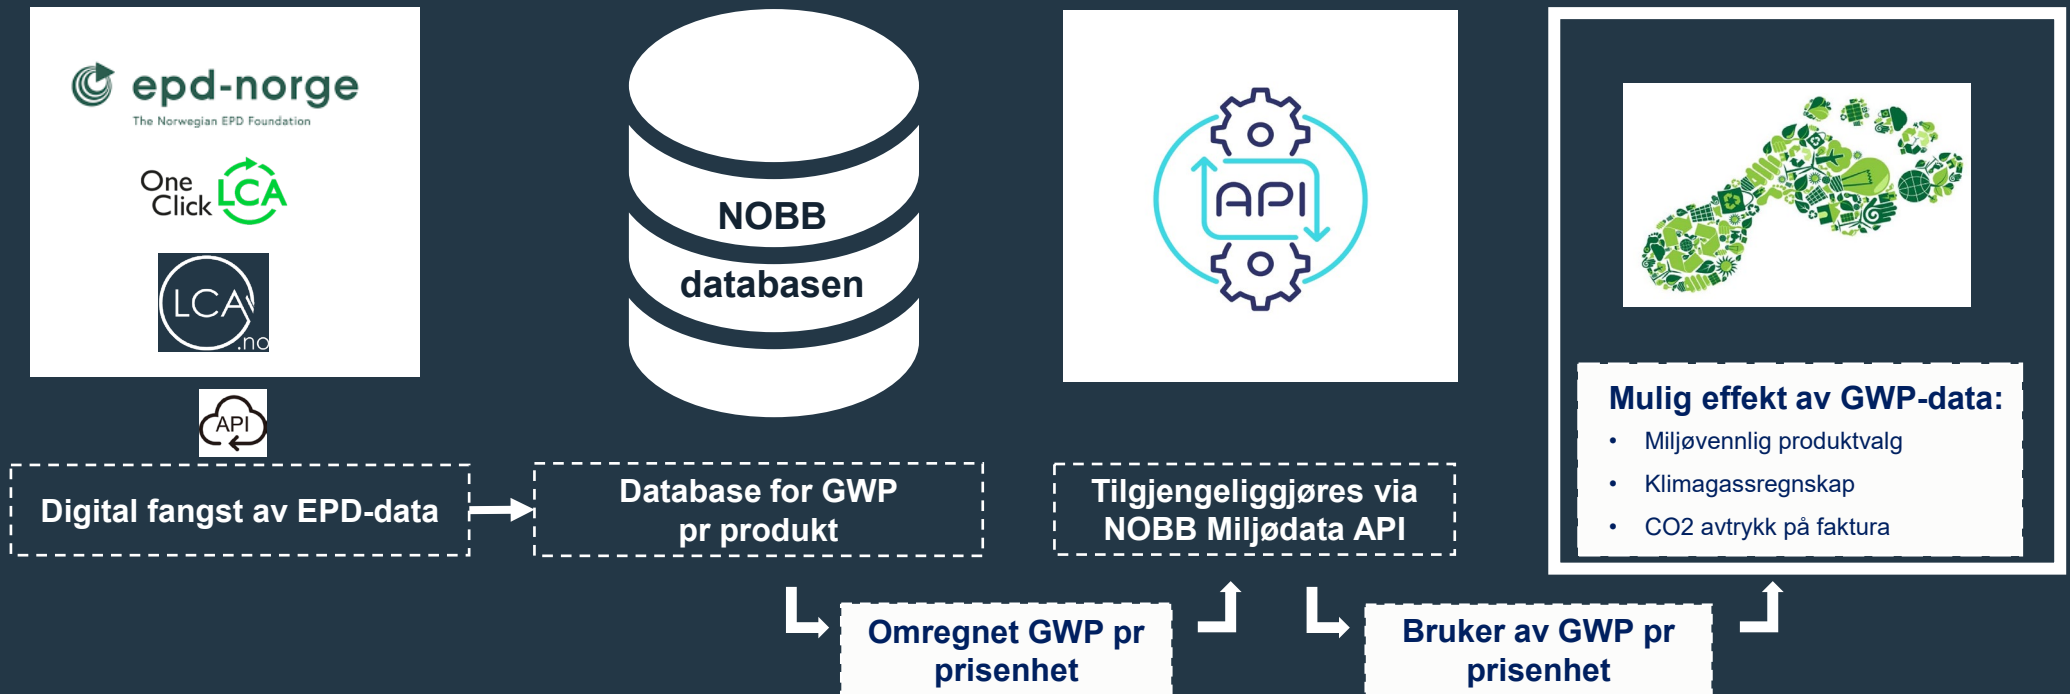 epd-norge
The Norwegian EPD Foundation
One
Click LCA
LCA
.no
API
Digital fangst av EPD-data
NOBB
databasen
Database for GWP
pr produkt
Omregnet GWP pr
prisenhet
API
Tilgjengeliggjøres via
NOBB Miljødata API
Bruker av GWP pr
prisenhet
Mulig effekt av GWP-data:
• Miljøvennlig produktvalg
• Klimagassregnskap
• CO2 avtrykk på faktura